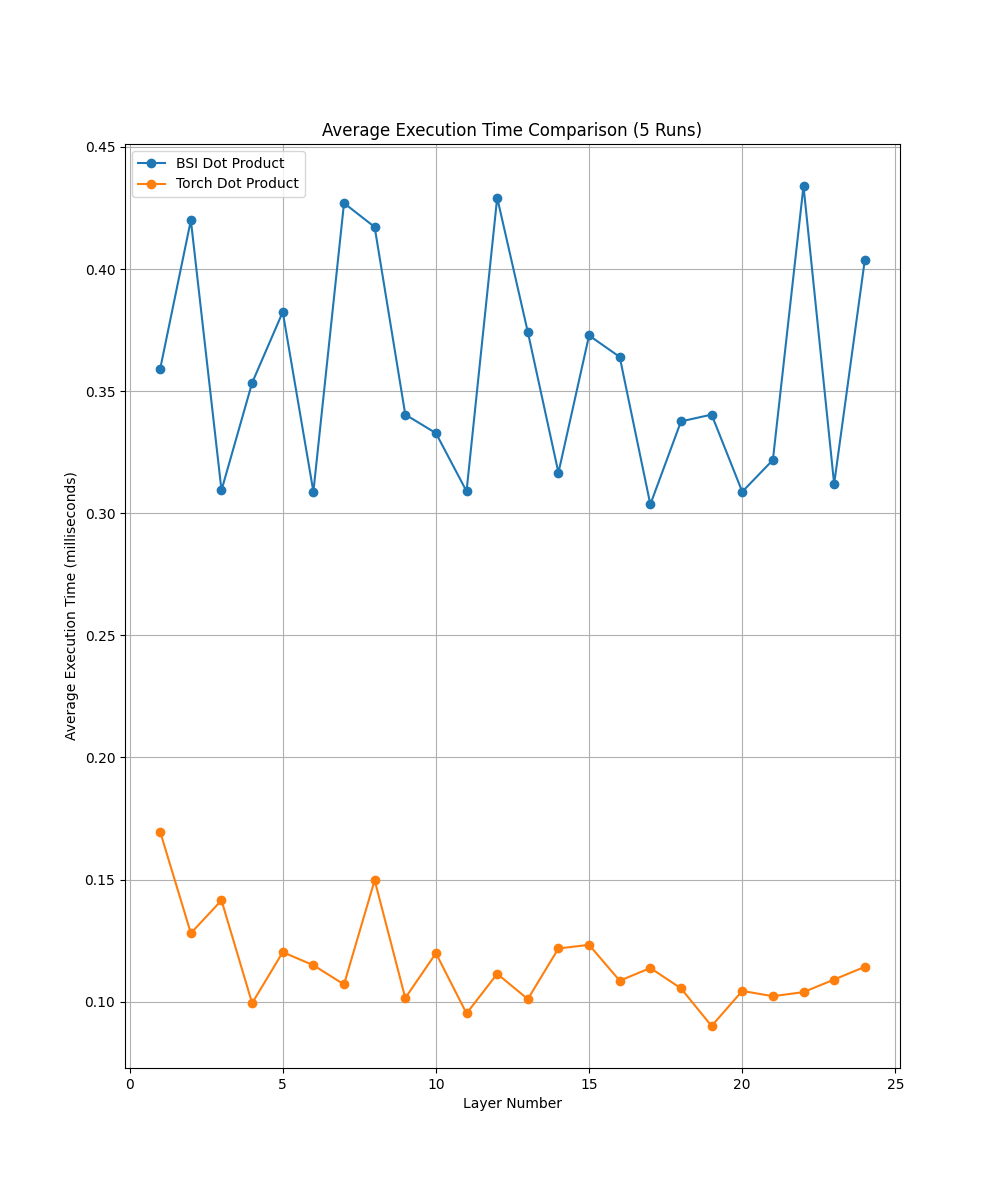 Average Execution Time Comparison (5 Runs)
BSI Dot Product
Torch Dot Product
Average Execution Time (milliseconds)
0.45
0.40
0.35
0.30
0.25
0.20
0.15
0.10
0 5 10 15 20 25
Layer Number